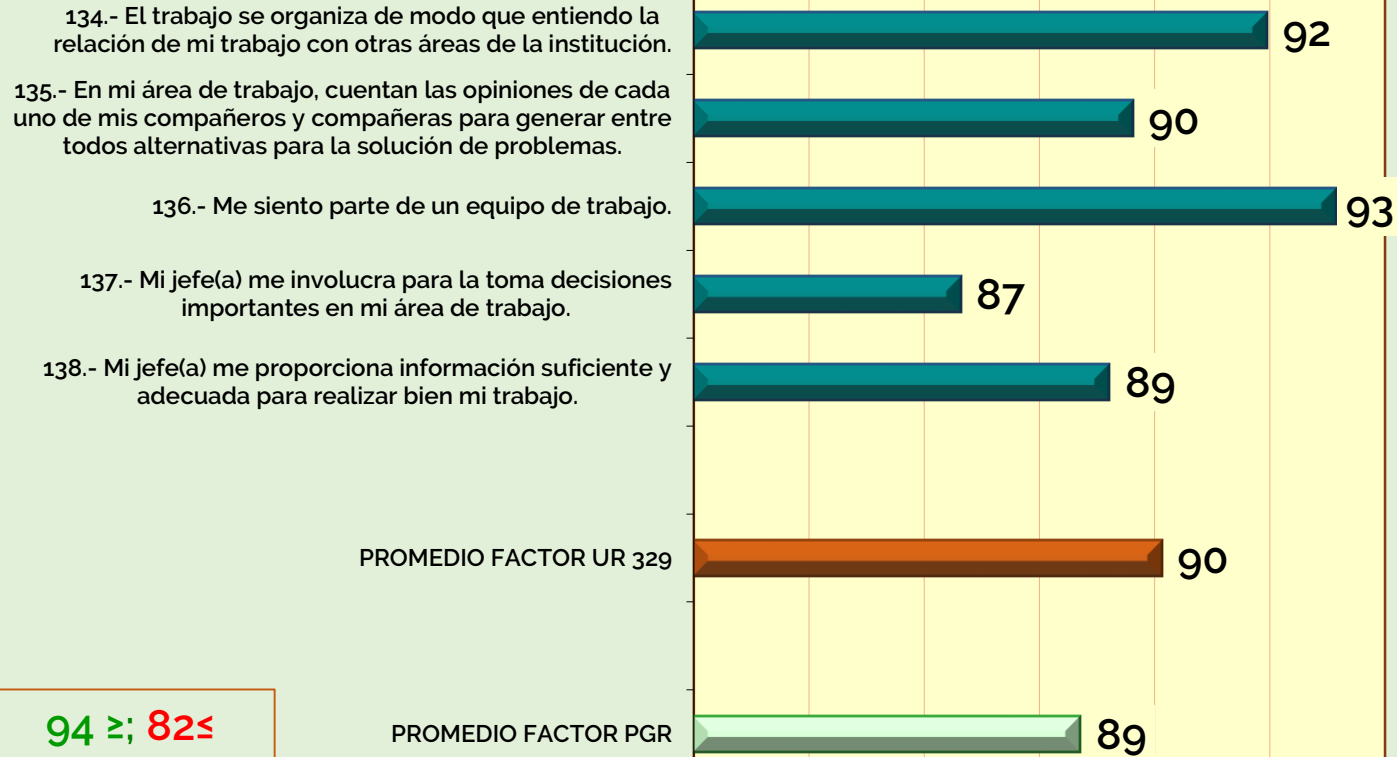 134.- El trabajo se organiza de modo que entiendo la
relación de mi trabajo con otras áreas de la institución.
92
135.- En mi área de trabajo, cuentan las opiniones de cada
uno de mis compañeros y compañeras para generar entre
todos alternativas para la solución de problemas.
90
136.- Me siento parte de un equipo de trabajo.
93
137.- Mi jefe(a) me involucra para la toma decisiones
importantes en mi área de trabajo.
87
138.- Mi jefe(a) me proporciona información suficiente y
adecuada para realizar bien mi trabajo.
89
PROMEDIO FACTOR UR 329
90
94 ≥; 82≤
PROMEDIO FACTOR PGR
89